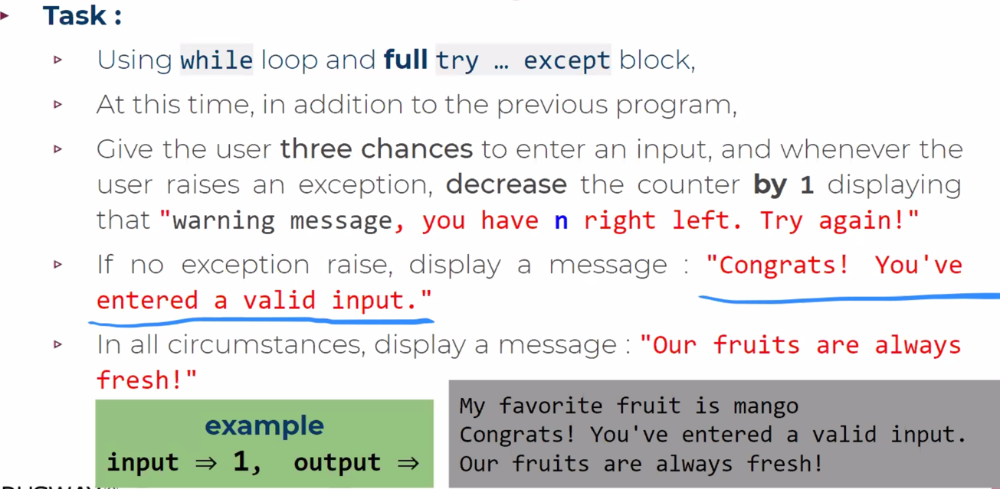 Task :
Using while loop and full try … except block,
At this time, in addition to the previous program,
Give the user three chances to enter an input, and whenever the
user raises an exception, decrease the counter by 1 displaying
that "warning message, you have n right left. Try again!"
If no exception raise, display a message : "Congrats! You've
entered a valid input."
In all circumstances, display a message : "Our fruits are always
fresh!"
example
input ⇒ 1, output ⇒
My favorite fruit is mango
Congrats! You've entered a valid input.
Our fruits are always fresh!